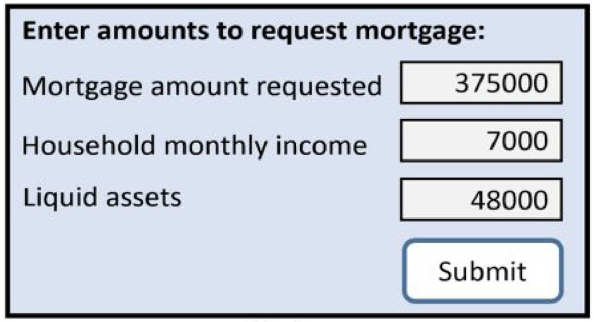 Enter amounts to request mortgage:
Mortgage amount requested 375000
Household monthly income 7000
Liquid assets 48000
Submit